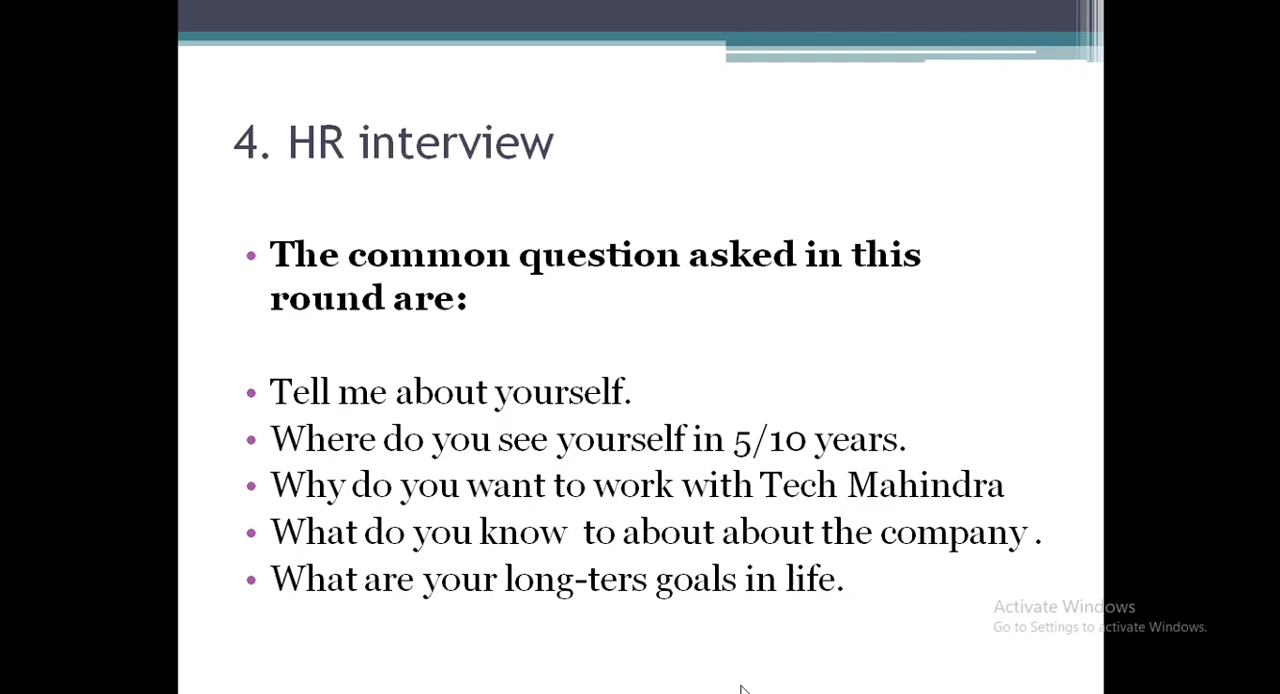 4. HR interview
• The common question asked in this
round are:
• Tell me about yourself.
• Where do you see yourself in 5/10 years.
• Why do you want to work with Tech Mahindra
• What do you know  to about about the company .
• What are your long-ters goals in life.
Activate Windows
Go to Settings to activate Windows.